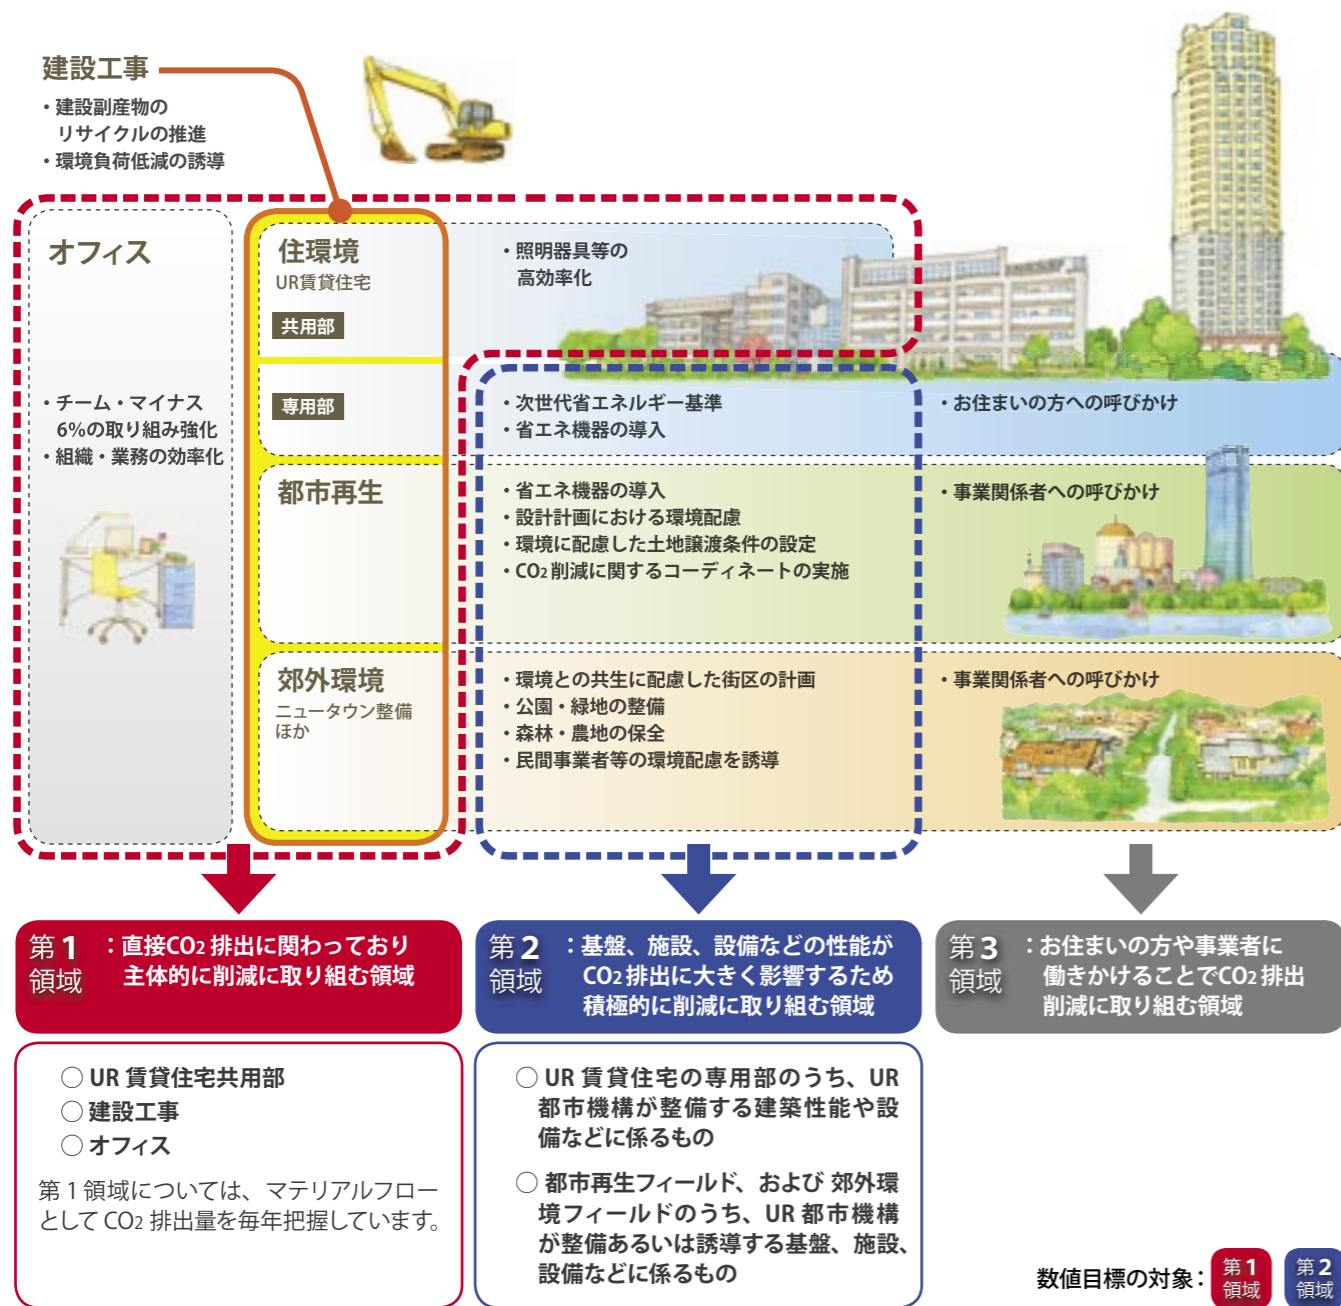 建設工事
・建設副産物の
リサイクルの推進
・環境負荷低減の誘導
オフィス
・チーム・マイナス
6%の取り組み強化
・組織・業務の効率化
住環境
UR賃貸住宅
共用部
・照明器具等の
高効率化
専用部
・次世代省エネルギー基準
・省エネ機器の導入
・お住まいの方への呼びかけ
都市再生
・省エネ機器の導入
・設計計画における環境配慮
・環境に配慮した土地譲渡条件の設定
・CO2削減に関するコーディネートの実施
・事業関係者への呼びかけ
郊外環境
ニュータウン整備
ほか
・環境との共生に配慮した街区の計画
・公園・緑地の整備
・森林・農地の保全
・民間事業者等の環境配慮を誘導
・事業関係者への呼びかけ
第1領域：直接CO2排出に関わっており
主体的に削減に取り組む領域
○ UR賃貸住宅共用部
○ 建設工事
○ オフィス
第1領域については、マテリアルフロー
としてCO2排出量を毎年把握しています。
第2領域：基盤、施設、設備などの性能が
CO2排出に大きく影響するため
積極的に削減に取り組む領域
○ UR賃貸住宅の専用部のうち、UR
都市機構が整備する建築性能や設
備などに係るもの
○ 都市再生フィールド、および 郊外環
境フィールドのうち、UR都市機構
が整備あるいは誘導する基盤、施設、
設備などに係るもの
第3領域：お住まいの方や事業者に
働きかけることでCO2排出
削減に取り組む領域
数値目標の対象：第1領域 第2領域